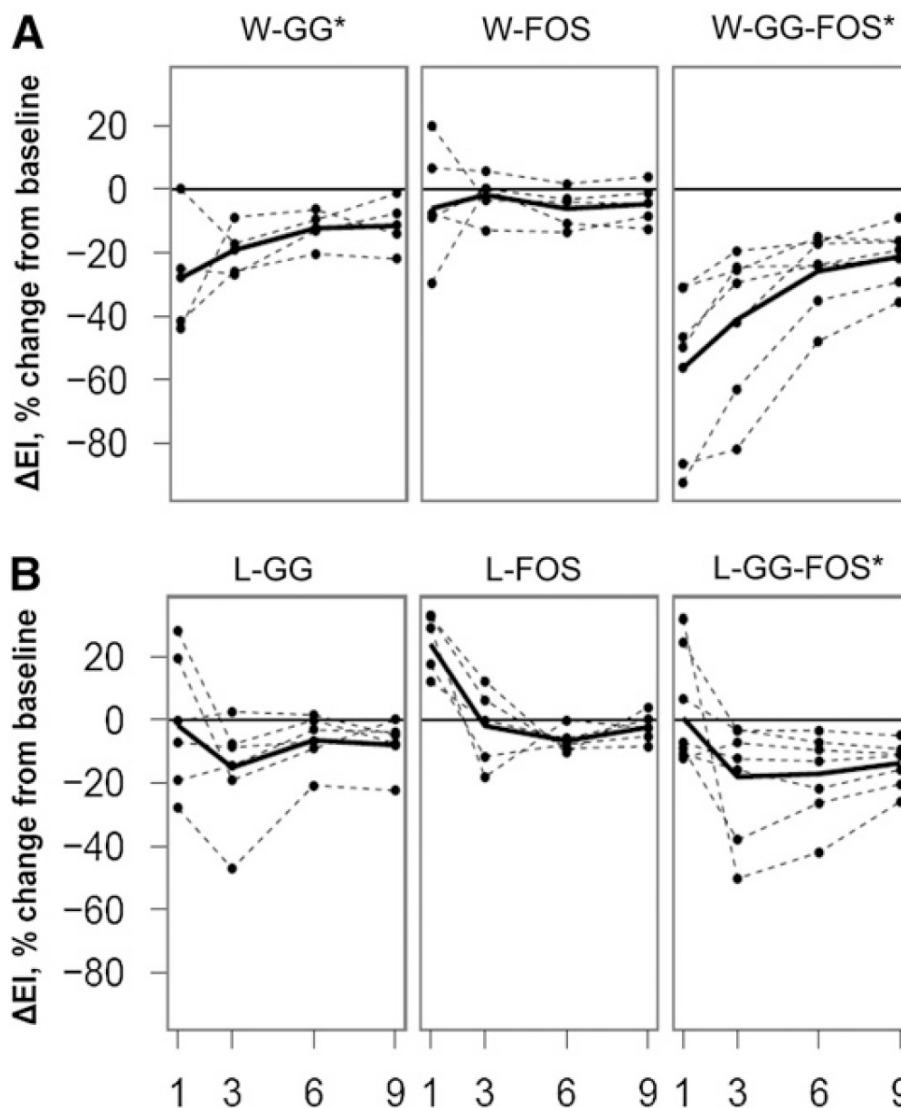 A
W-GG* W-FOS W-GG-FOS*
ΔEI, % change from baseline
20
0
−20
−40
−60
−80
B
L-GG L-FOS L-GG-FOS*
ΔEI, % change from baseline
20
0
−20
−40
−60
−80
1 3 6 9 1 3 6 9 1 3 6 9